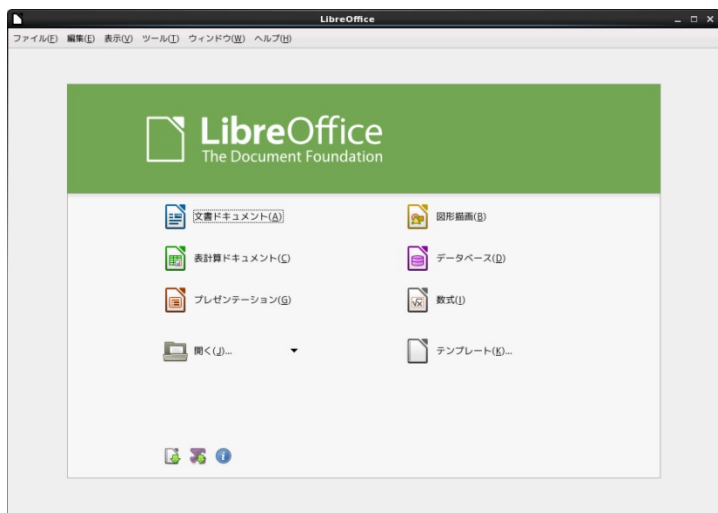 LibreOffice
ファイル(F) 編集(E) 表示(V) ツール(T) ウィンドウ(W) ヘルプ(H)
LibreOffice
The Document Foundation
文書ドキュメント(A)
図形描画(B)
表計算ドキュメント(C)
データベース(D)
プレゼンテーション(G)
数式(I)
開く(J)...
テンプレート(K)...